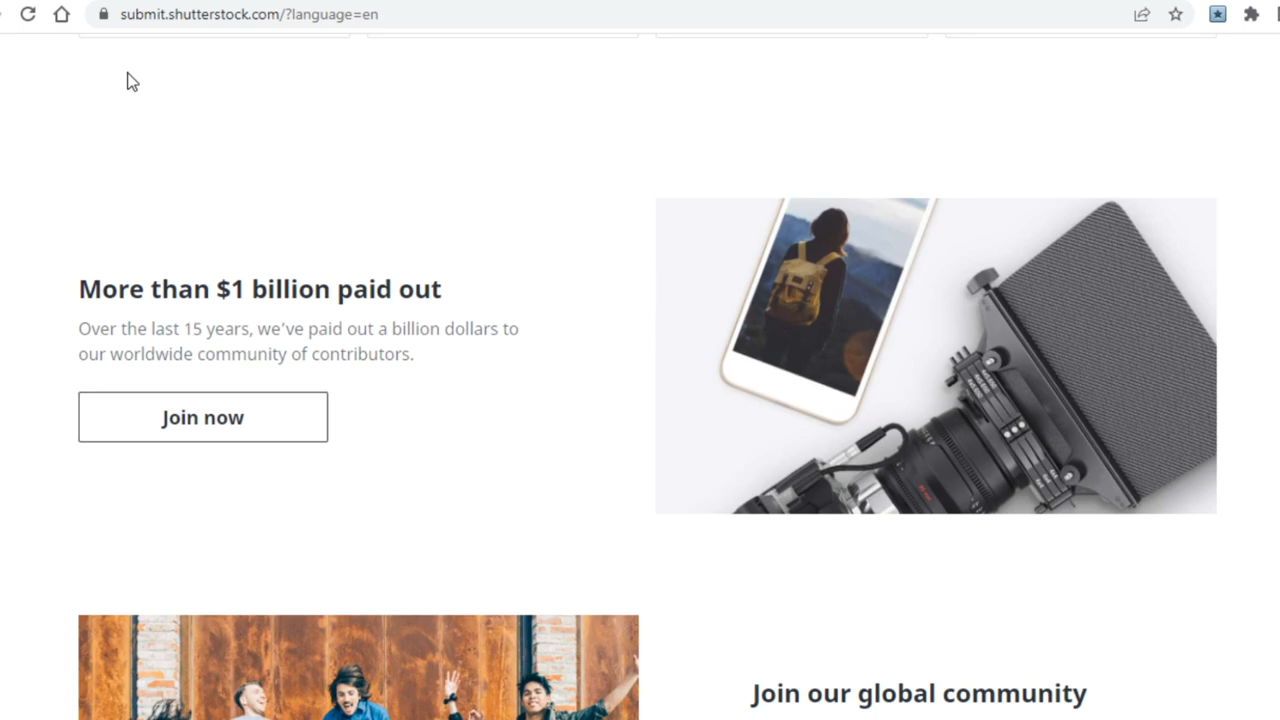 submit.shutterstock.com/?language=en
More than $1 billion paid out
Over the last 15 years, we've paid out a billion dollars to
our worldwide community of contributors.
Join now
Join our global community